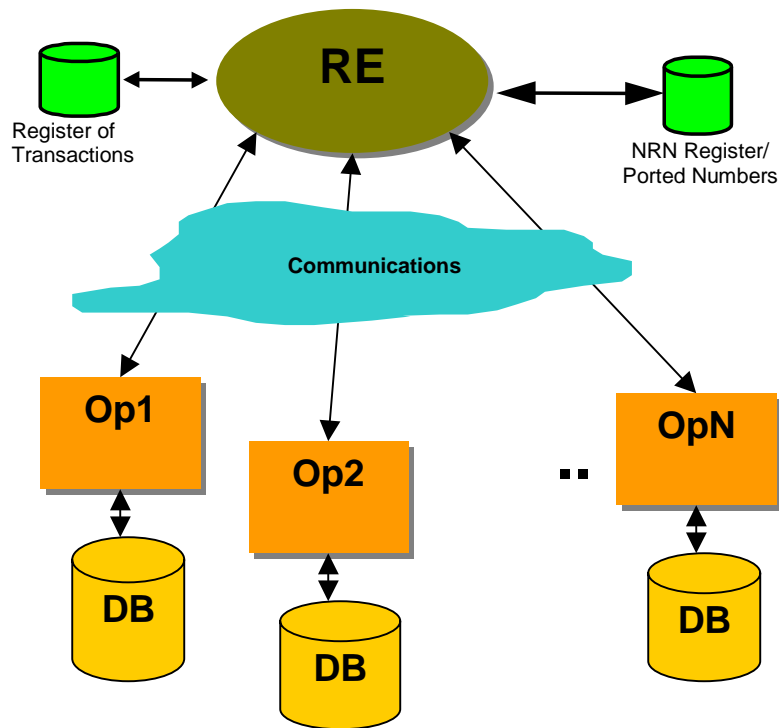 RE
Register of
Transactions
NRN Register/
Ported Numbers
Communications
Op1
Op2
OpN
..
DB
DB
DB